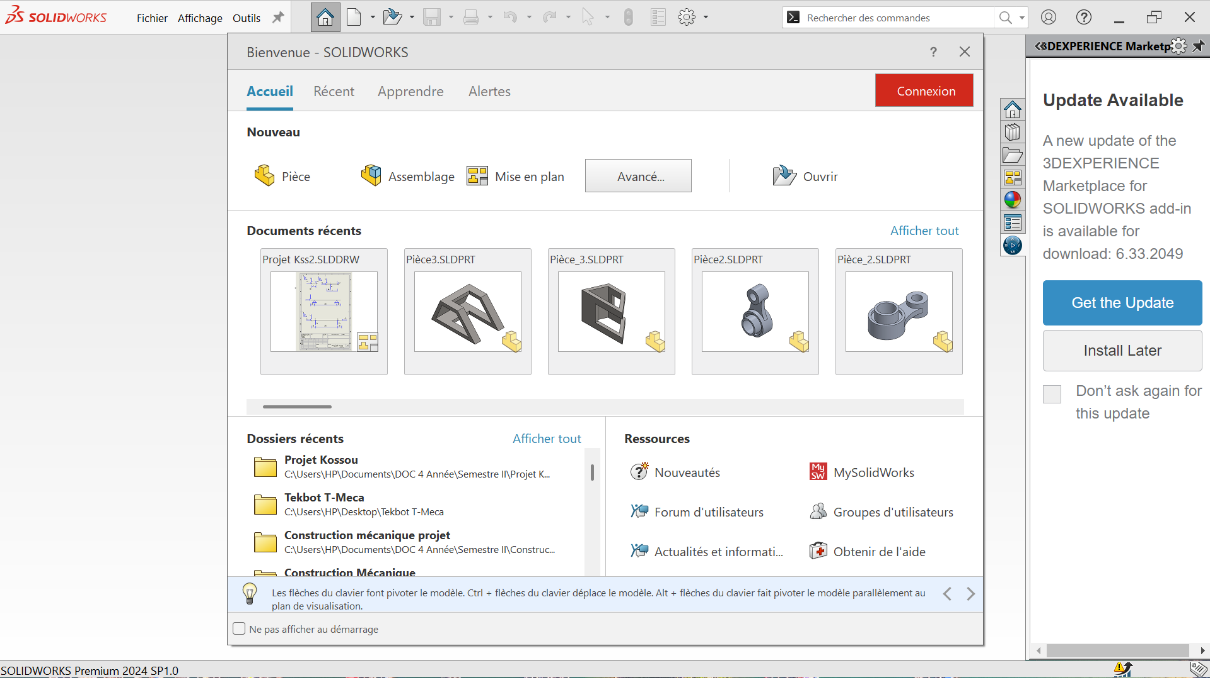 SOLIDWORKS
Fichier Affichage Outils
Rechercher des commandes
Bienvenue - SOLIDWORKS
Accueil Récent Apprendre Alertes
Connexion
Nouveau
Pièce Assemblage Mise en plan Avancé... Ouvrir
Documents récents Afficher tout
Projet Kss2.SLDDRW Pièce3.SLDPRT Pièce_3.SLDPRT Pièce2.SLDPRT Pièce_2.SLDPRT
Dossiers récents Afficher tout
Projet Kossou
C:\Users\HP\Documents\DOC 4 Année\Semestre II\Projet K...
Tekbot T-Meca
C:\Users\HP\Desktop\Tekbot T-Meca
Construction mécanique projet
C:\Users\HP\Documents\DOC 4 Année\Semestre II\Construc...
Construction Mécanique
Ressources
Nouveautés MySolidWorks
Forum d'utilisateurs Groupes d'utilisateurs
Actualités et informati... Obtenir de l'aide
Les flèches du clavier font pivoter le modèle. Ctrl + flèches du clavier déplace le modèle. Alt + flèches du clavier fait pivoter le modèle parallèlement au
plan de visualisation.
Ne pas afficher au démarrage
3DEXPERIENCE Marketp
Update Available
A new update of the
3DEXPERIENCE
Marketplace for
SOLIDWORKS add-in
is available for
download: 6.33.2049
Get the Update
Install Later
Don't ask again for
this update
SOLIDWORKS Premium 2024 SP1.0